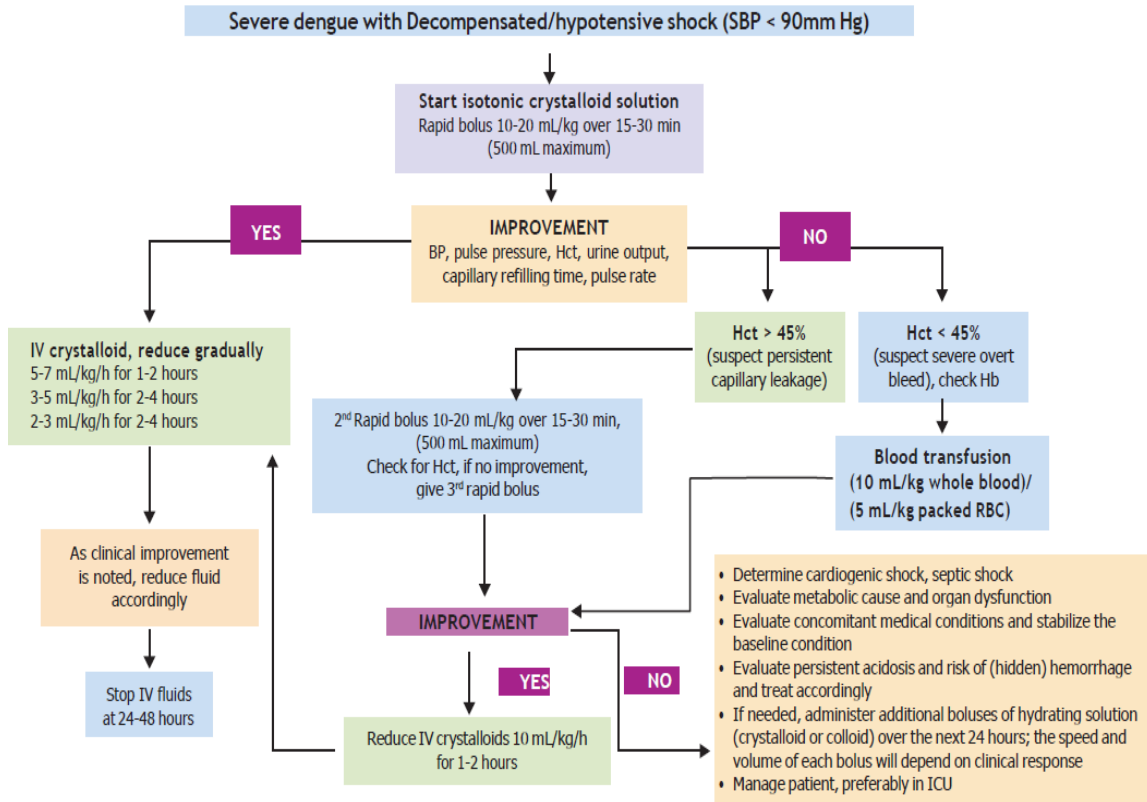 Severe dengue with Decompensated/hypotensive shock (SBP < 90mm Hg)
Start isotonic crystalloid solution
Rapid bolus 10-20 mL/kg over 15-30 min
(500 mL maximum)
YES
IMPROVEMENT
BP, pulse pressure, Hct, urine output,
capillary refilling time, pulse rate
NO
IV crystalloid, reduce gradually
5-7 mL/kg/h for 1-2 hours
3-5 mL/kg/h for 2-4 hours
2-3 mL/kg/h for 2-4 hours
Hct > 45%
(suspect persistent
capillary leakage)
Hct < 45%
(suspect severe overt
bleed), check Hb
2nd Rapid bolus 10-20 mL/kg over 15-30 min,
(500 mL maximum)
Check for Hct, if no improvement,
give 3rd rapid bolus
Blood transfusion
(10 mL/kg whole blood)/
(5 mL/kg packed RBC)
As clinical improvement
is noted, reduce fluid
accordingly
IMPROVEMENT
YES
NO
Stop IV fluids
at 24-48 hours
Reduce IV crystalloids 10 mL/kg/h
for 1-2 hours
• Determine cardiogenic shock, septic shock
• Evaluate metabolic cause and organ dysfunction
• Evaluate concomitant medical conditions and stabilize the
baseline condition
• Evaluate persistent acidosis and risk of (hidden) hemorrhage
and treat accordingly
• If needed, administer additional boluses of hydrating solution
(crystalloid or colloid) over the next 24 hours; the speed and
volume of each bolus will depend on clinical response
• Manage patient, preferably in ICU